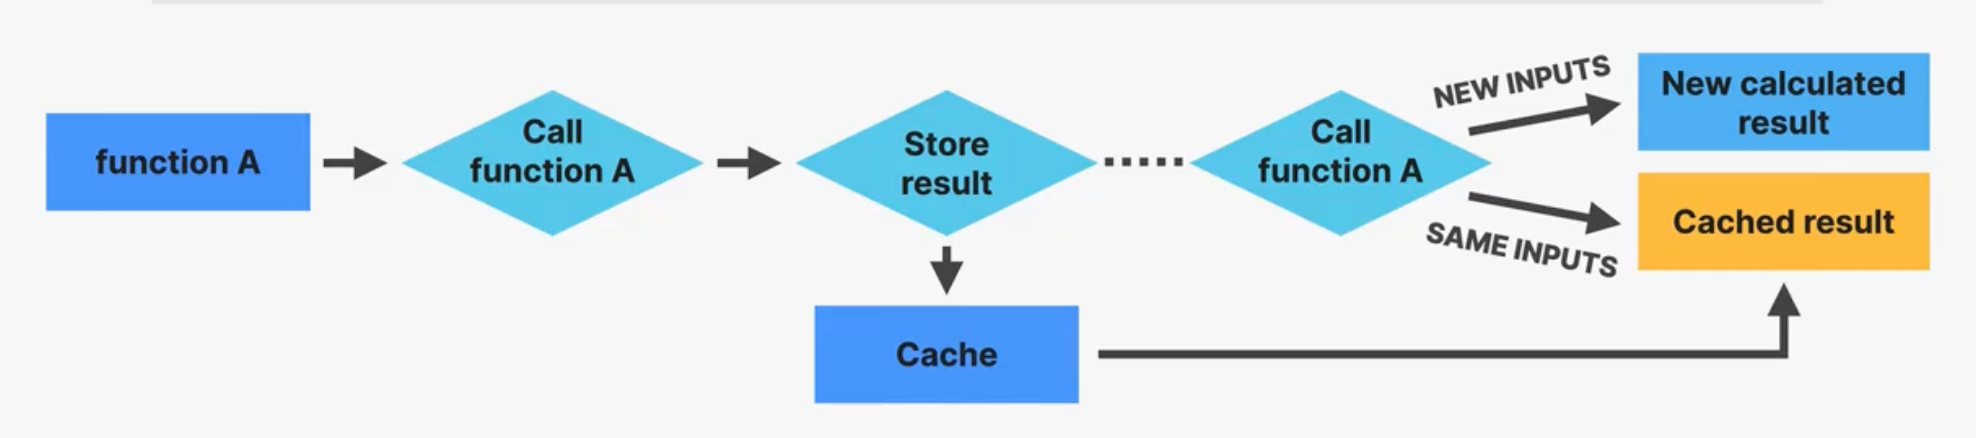 function A
Call
function A
Store
result
Call
function A
NEW INPUTS
New calculated
result
SAME INPUTS
Cached result
Cache